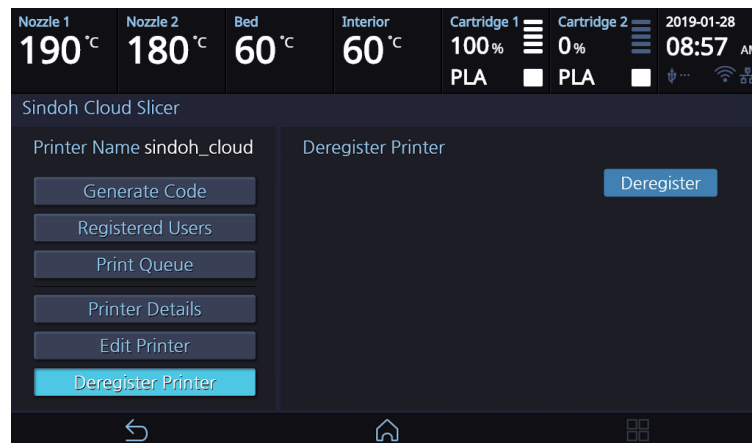 Nozzle 1 Nozzle 2 Bed Interior Cartridge 1 Cartridge 2 2019-01-28
190°C 180°C 60°C 60°C 100% 0% 08:57 AM
PLA PLA
Sindoh Cloud Slicer
Printer Name sindoh_cloud
Deregister Printer
Generate Code
Deregister
Registered Users
Print Queue
Printer Details
Edit Printer
Deregister Printer